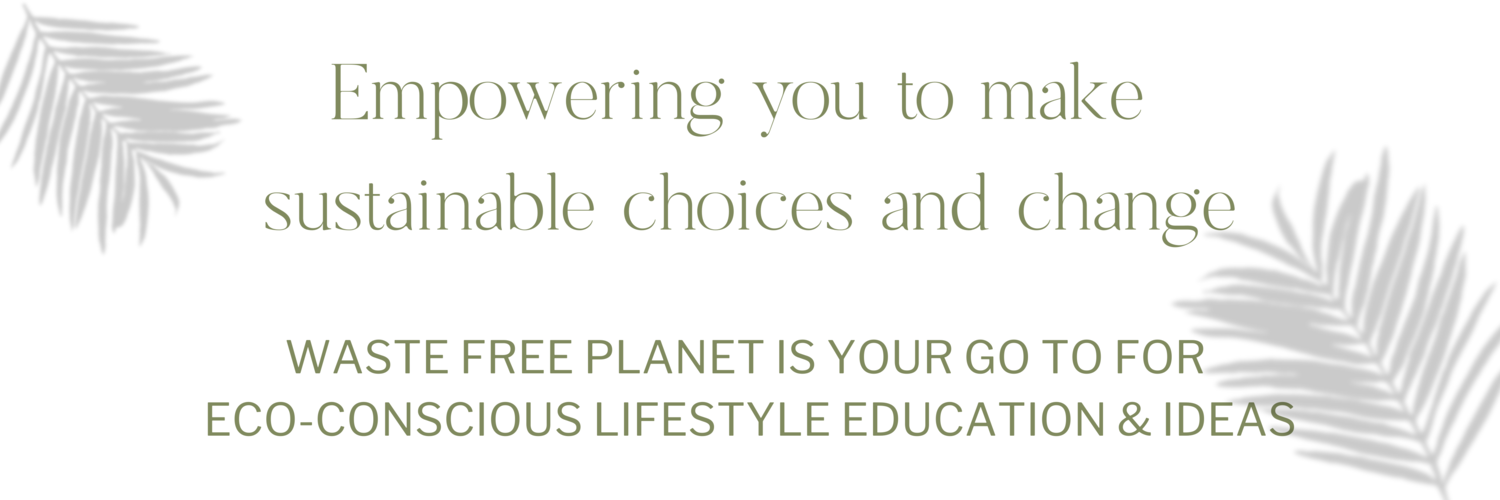 Empowering you to make
sustainable choices and change
WASTE FREE PLANET IS YOUR GO TO FOR
ECO-CONSCIOUS LIFESTYLE EDUCATION & IDEAS